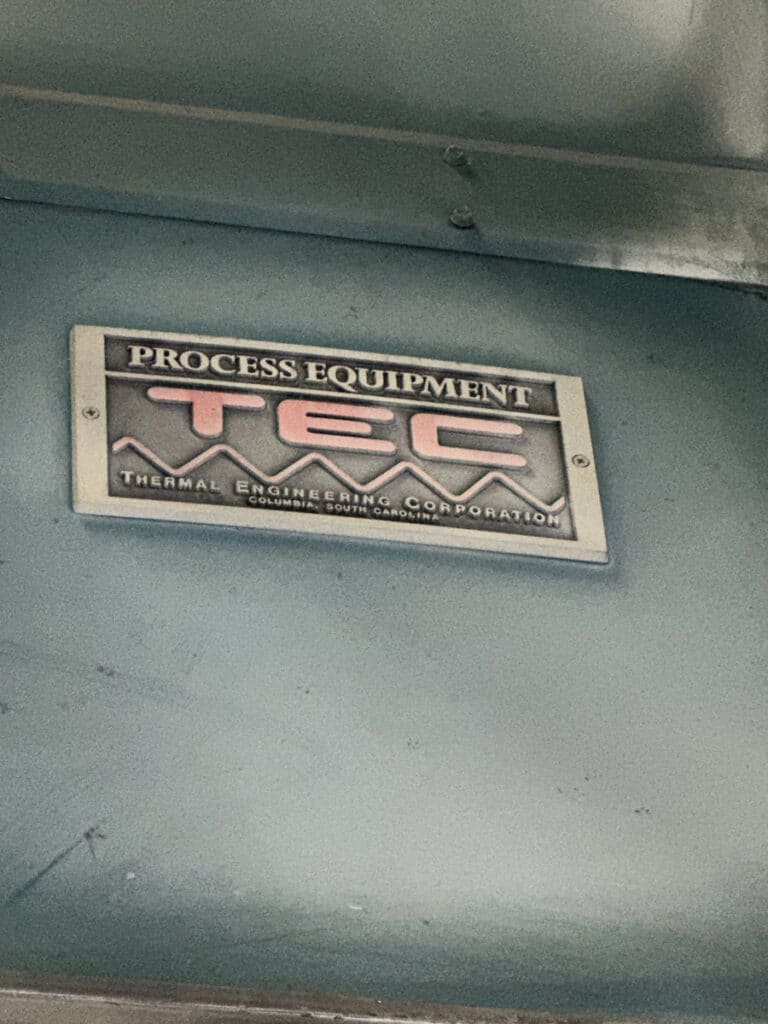 PROCESS EQUIPMENT
TEC
THERMAL ENGINEERING CORPORATION
COLUMBIA, SOUTH CAROLINA